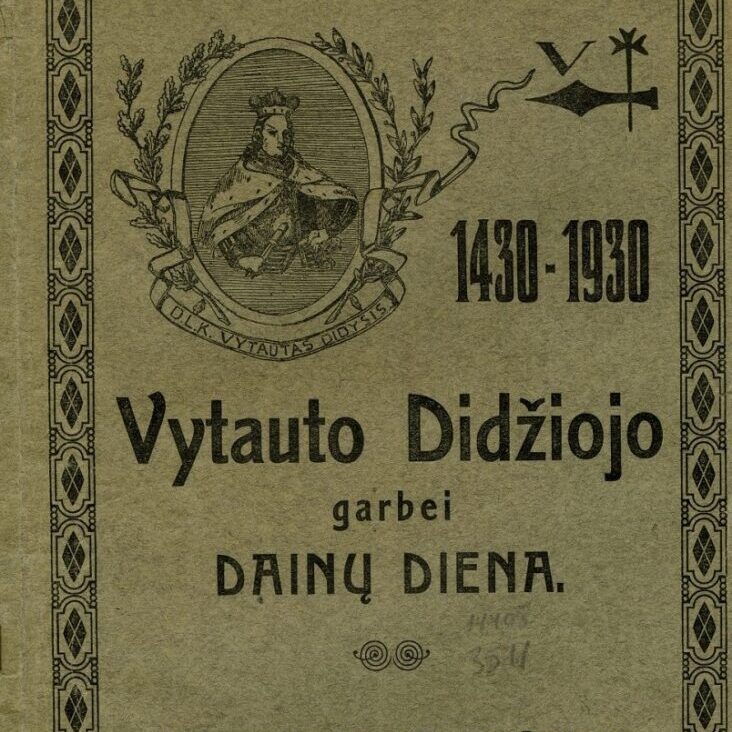 V
1430-1930
D.L.K. VYTAUTAS DIDYSIS
Vytauto Didžiojo
garbei
DAINŲ DIENA.